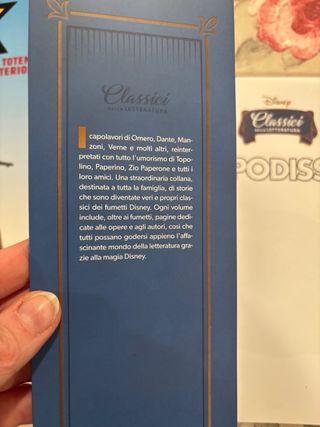 TOTEN
TERIO
Classici
DELLA LETTERATURA
I capolavori di Omero, Dante, Man-
zoni, Verne e molti altri, reinter-
pretati con tutto l'umorismo di Topo-
lino, Paperino, Zio Paperone e tutti i
loro amici. Una straordinaria collana,
destinata a tutta la famiglia, di storie
che sono diventate veri e propri clas-
sici dei fumetti Disney. Ogni volume
include, oltre ai fumetti, pagine dedi-
cate alle opere e agli autori, così che
tutti possano godersi appieno l'affa-
scinante mondo della letteratura gra-
zie alla magia Disney.
Disney
Classici
DELLA LETTERATURA
PODISS